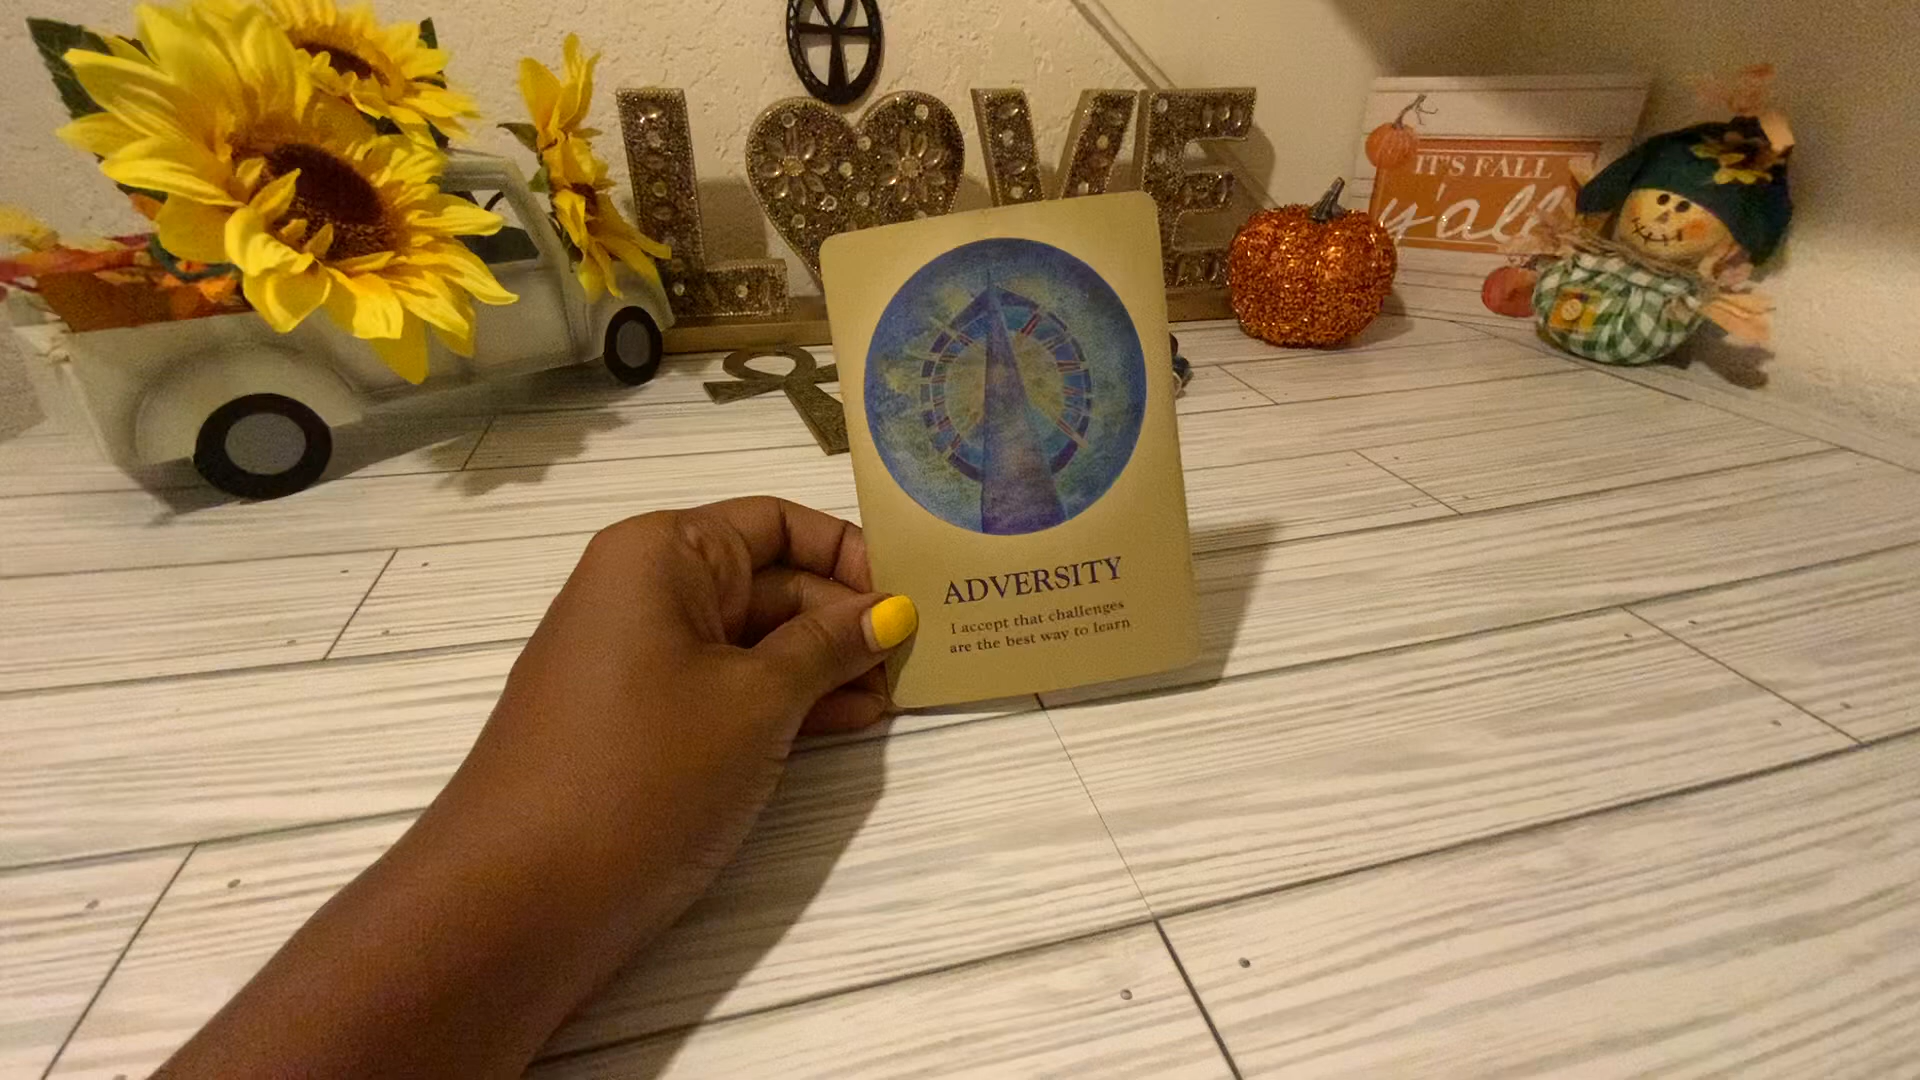 LOVE
IT'S FALL
y'all
ADVERSITY
I accept that challenges
are the best way to learn